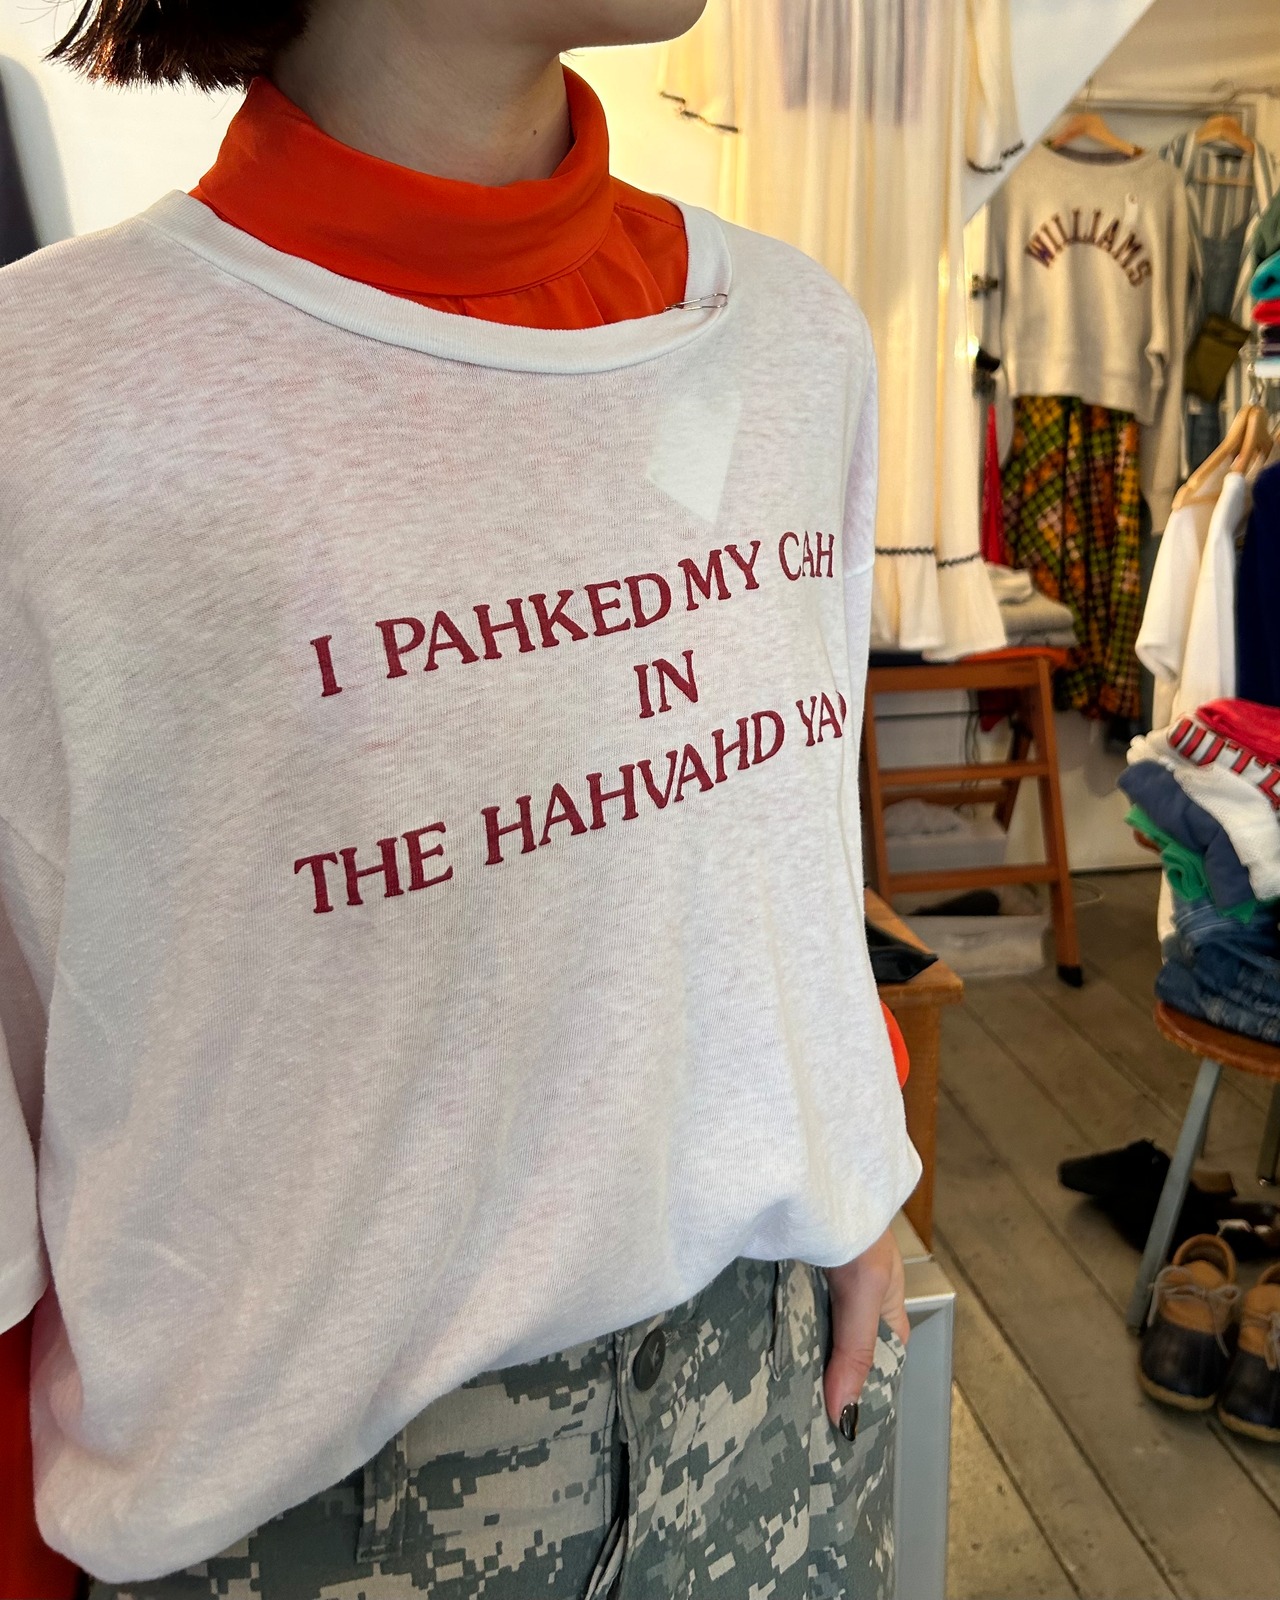 I PAHKED MY CAH
IN
THE HAHVAHD
WILLIAMS